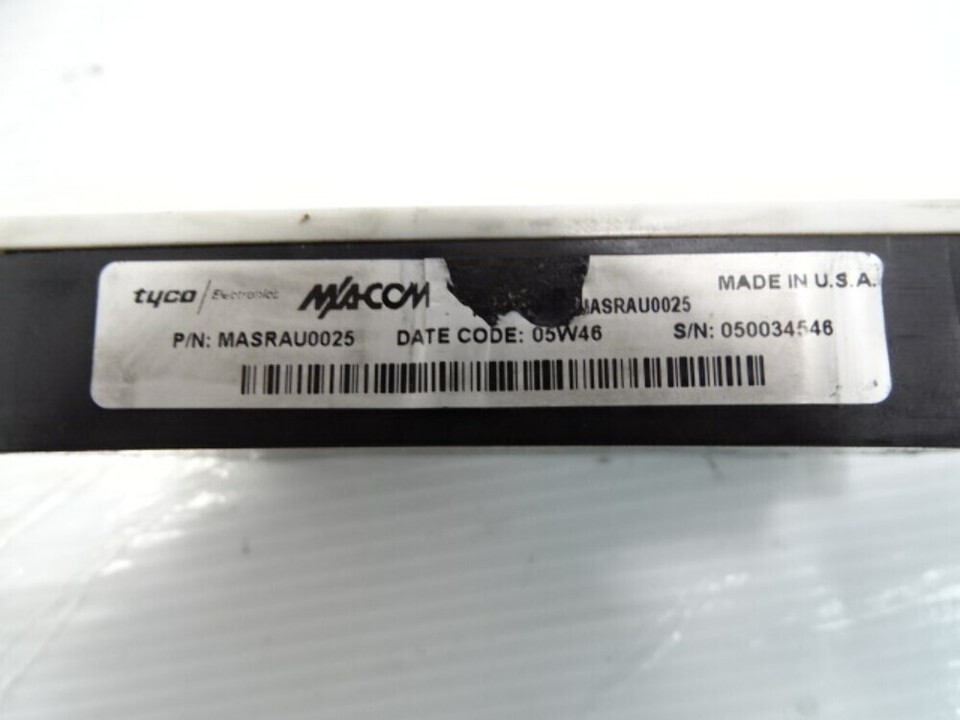 tyco / Electronics M/A-COM MASRAU0025 MADE IN U.S.A.
P/N: MASRAU0025 DATE CODE: 05W46 S/N: 050034546